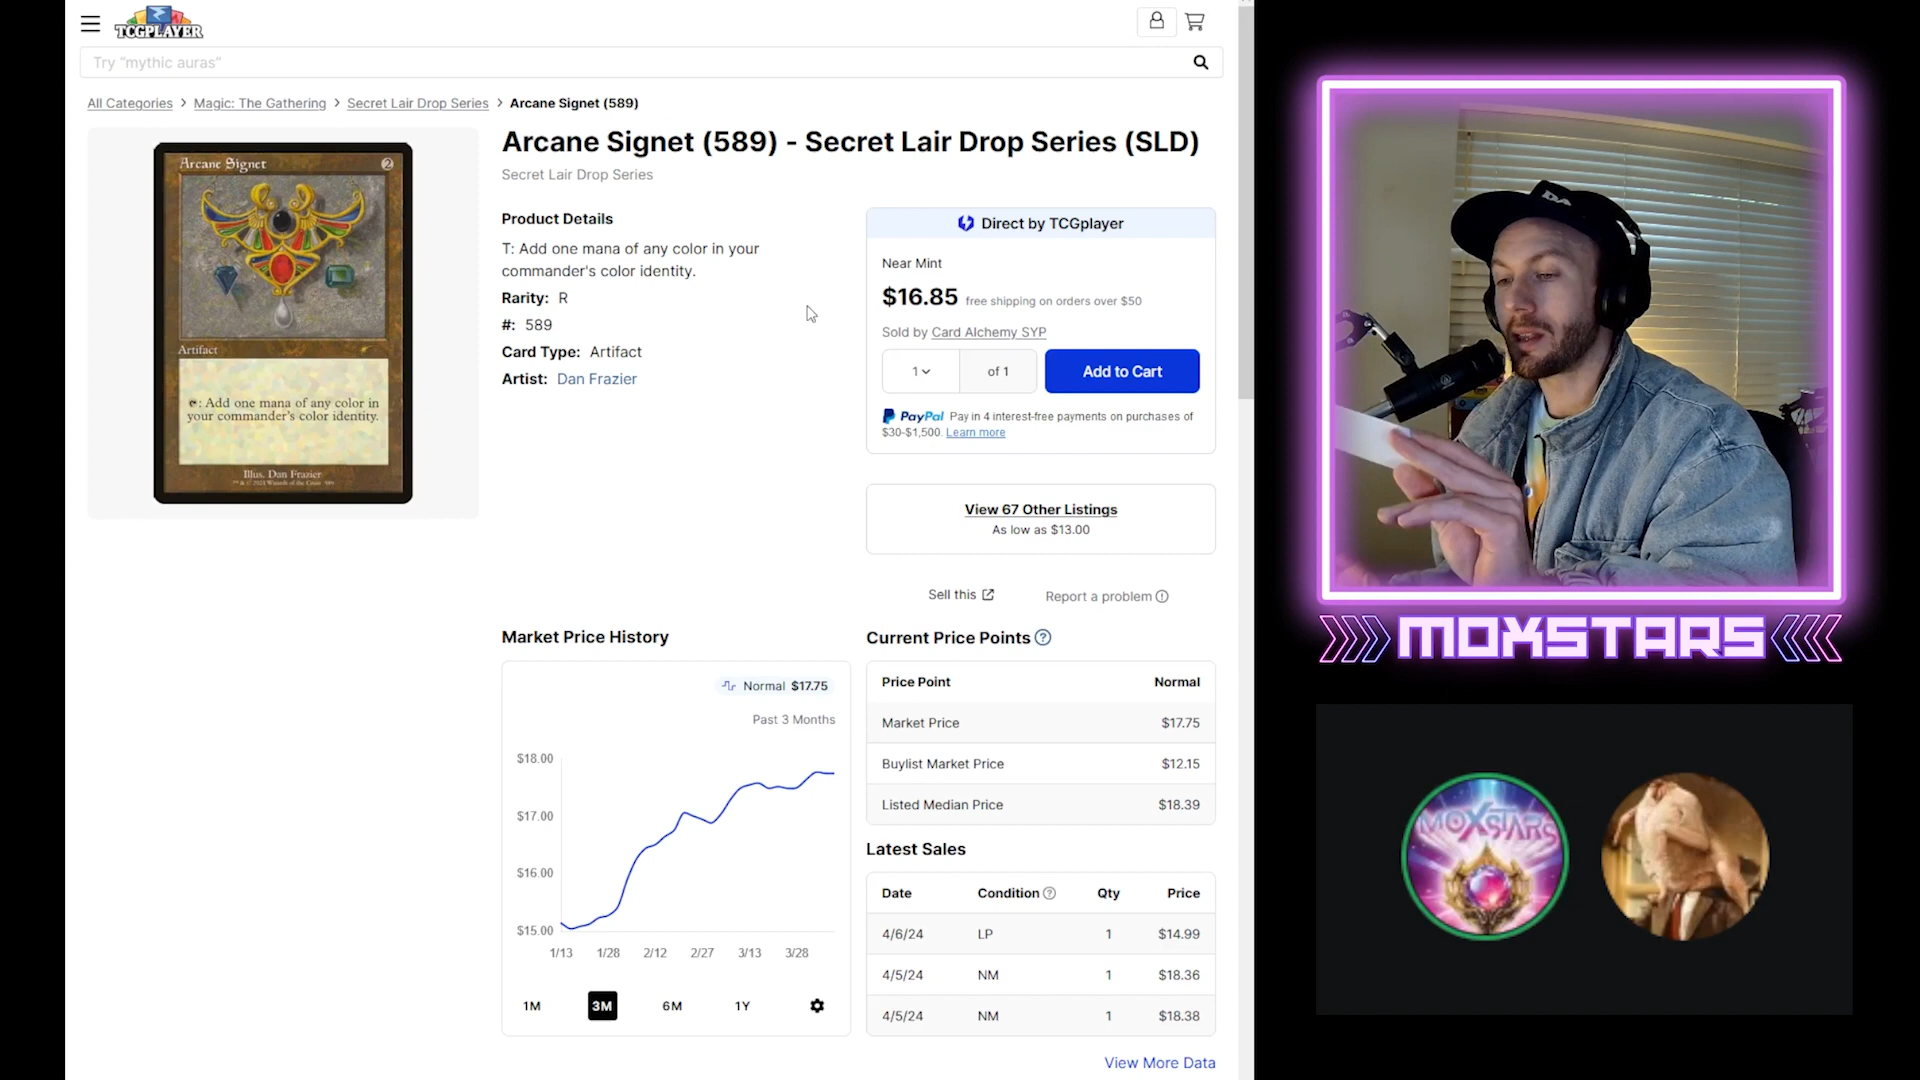 TCGPLAYER
Try "mythic auras"
All Categories > Magic: The Gathering > Secret Lair Drop Series > Arcane Signet (589)
Arcane Signet (589) - Secret Lair Drop Series (SLD)
Secret Lair Drop Series
Arcane Signet 2
Artifact
: Add one mana of any color in
your commander's color identity.
Illus. Dan Frazier
Product Details
T: Add one mana of any color in your
commander's color identity.
Rarity: R
#: 589
Card Type: Artifact
Artist: Dan Frazier
Direct by TCGplayer
Near Mint
$16.85 free shipping on orders over $50
Sold by Card Alchemy SYP
1 of 1 Add to Cart
PayPal Pay in 4 interest-free payments on purchases of
$30-$1,500. Learn more
View 67 Other Listings
As low as $13.00
Sell this Report a problem
Market Price History
Normal $17.75
Past 3 Months
$18.00
$17.00
$16.00
$15.00
1/13 1/28 2/12 2/27 3/13 3/28
1M 3M 6M 1Y
Current Price Points
Price Point Normal
Market Price $17.75
Buylist Market Price $12.15
Listed Median Price $18.39
Latest Sales
Date Condition Qty Price
4/6/24 LP 1 $14.99
4/5/24 NM 1 $18.36
4/5/24 NM 1 $18.38
View More Data
MOXSTARS
MOXSTARS